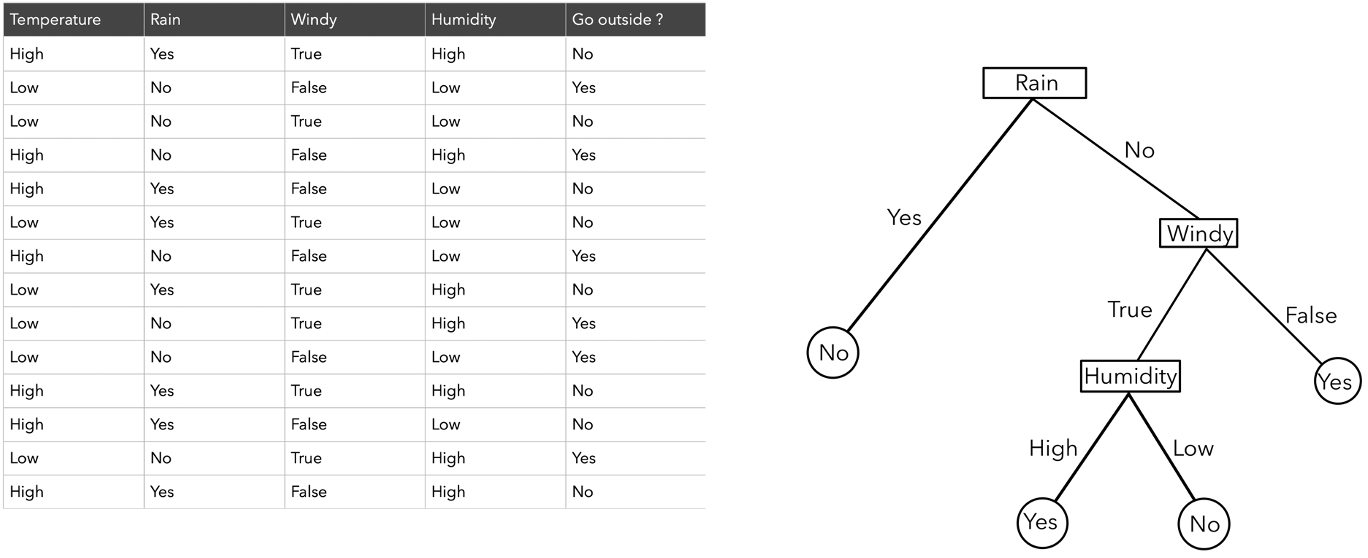 Temperature Rain Windy Humidity Go outside ?
High Yes True High No
Low No False Low Yes
Low No True Low No
High No False High Yes
High Yes False Low No
Low Yes True Low No
High No False Low Yes
Low Yes True High No
Low No True High Yes
Low No False Low Yes
High Yes True High No
High Yes False Low No
Low No True High Yes
High Yes False High No
Rain
No
Yes
Windy
True
False
No
Humidity
Yes
High
Low
Yes
No